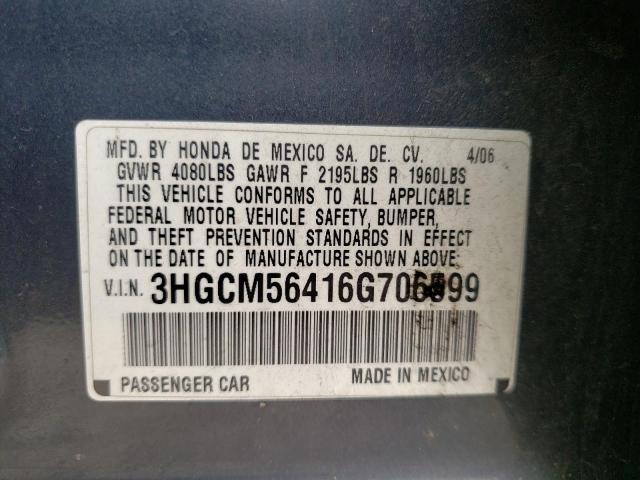 MFD. BY HONDA DE MEXICO SA. DE. CV. 4/06
GVWR 4080LBS GAWR F 2195LBS R 1960LBS
THIS VEHICLE CONFORMS TO ALL APPLICABLE
FEDERAL MOTOR VEHICLE SAFETY, BUMPER,
AND THEFT PREVENTION STANDARDS IN EFFECT
ON THE DATE OF MANUFACTURE SHOWN ABOVE:
V.I.N. 3HGCM56416G706599
PASSENGER CAR MADE IN MEXICO